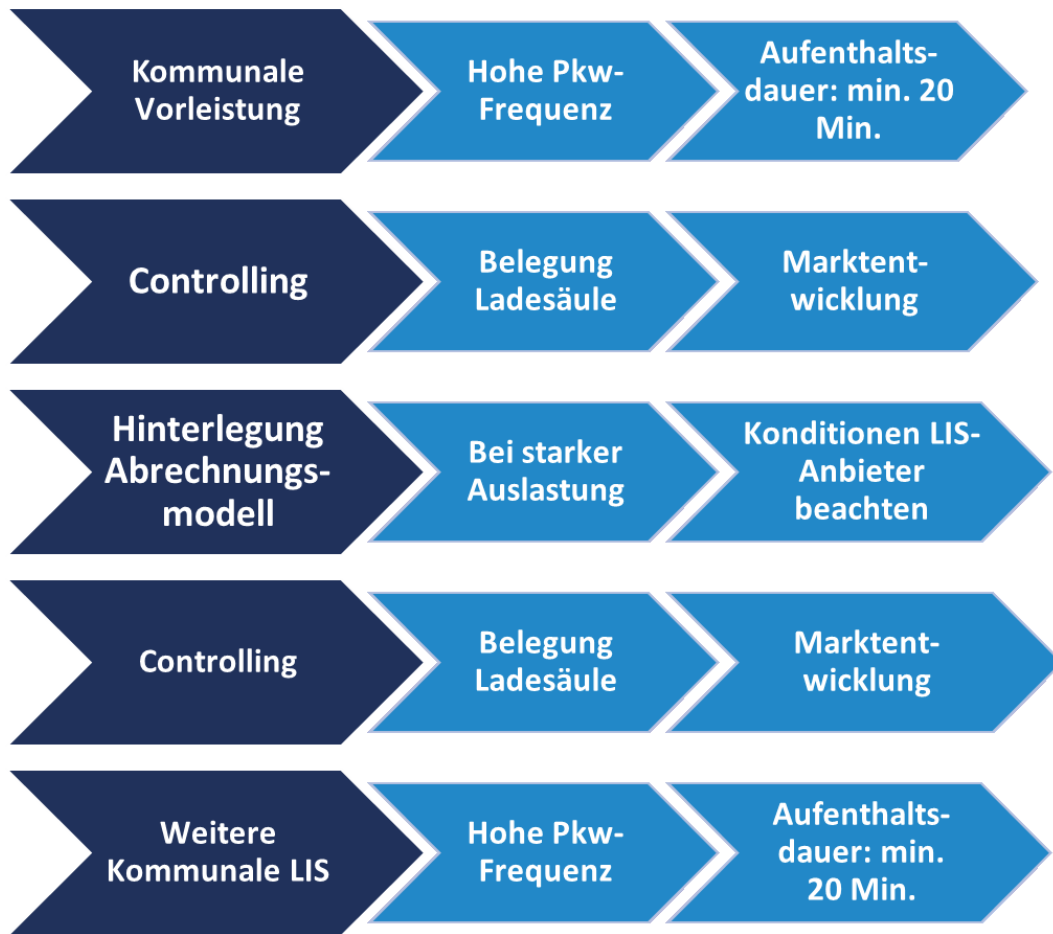 Kommunale
Vorleistung
Hohe Pkw-
Frequenz
Aufenthalts-
dauer: min. 20
Min.
Controlling
Belegung
Ladesäule
Marktent-
wicklung
Hinterlegung
Abrechnungs-
modell
Bei starker
Auslastung
Konditionen LIS-
Anbieter
beachten
Controlling
Belegung
Ladesäule
Marktent-
wicklung
Weitere
Kommunale LIS
Hohe Pkw-
Frequenz
Aufenthalts-
dauer: min.
20 Min.